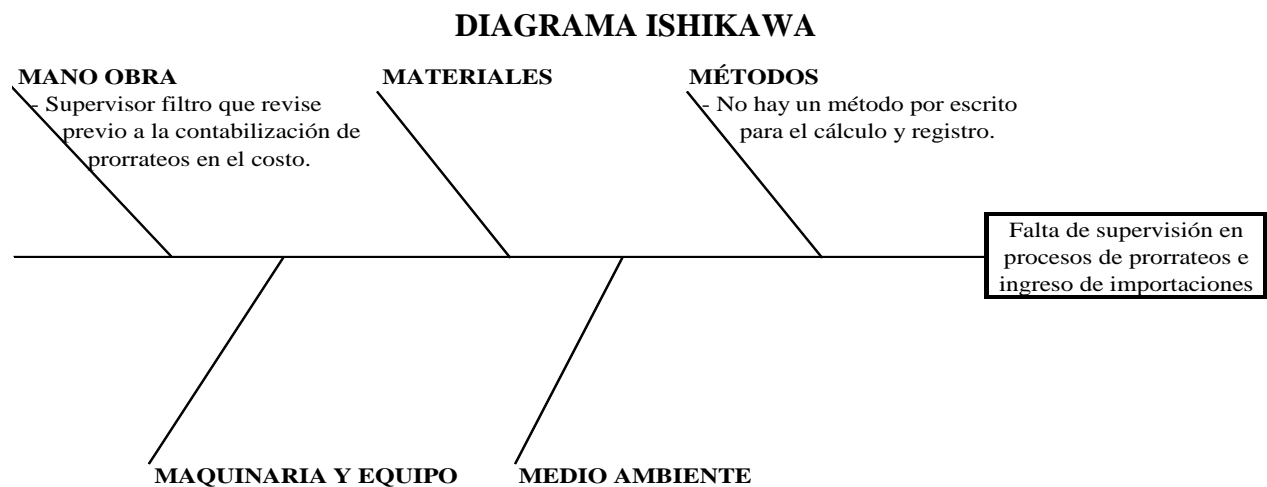 DIAGRAMA ISHIKAWA
MANO OBRA
- Supervisor filtro que revise
previo a la contabilización de
prorrateos en el costo.
MATERIALES
MÉTODOS
- No hay un método por escrito
para el cálculo y registro.
Falta de supervisión en
procesos de prorrateos e
ingreso de importaciones
MAQUINARIA Y EQUIPO
MEDIO AMBIENTE